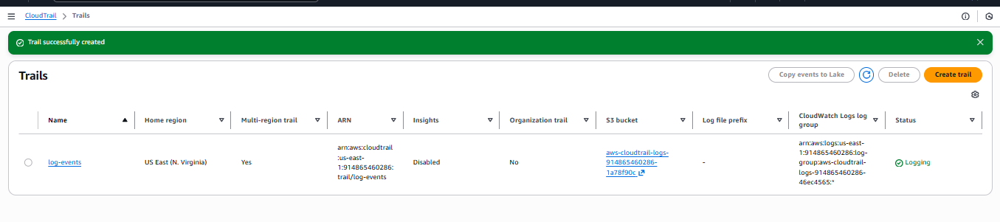 CloudTrail > Trails
Trail successfully created
Trails
Copy events to Lake
Delete
Create trail
Name
Home region
Multi-region trail
ARN
Insights
Organization trail
S3 bucket
Log file prefix
CloudWatch Logs log
group
Status
log-events
US East (N. Virginia)
Yes
arn:aws:cloudtrail
:us-east-
1:914865460286:
trail/log-events
Disabled
No
aws-cloudtrail-logs-
914865460286-
1a78f90c
-
arn:aws:logs:us-east-
1:914865460286:log-
group:aws-cloudtrail-
logs-914865460286-
46ec4565:*
Logging